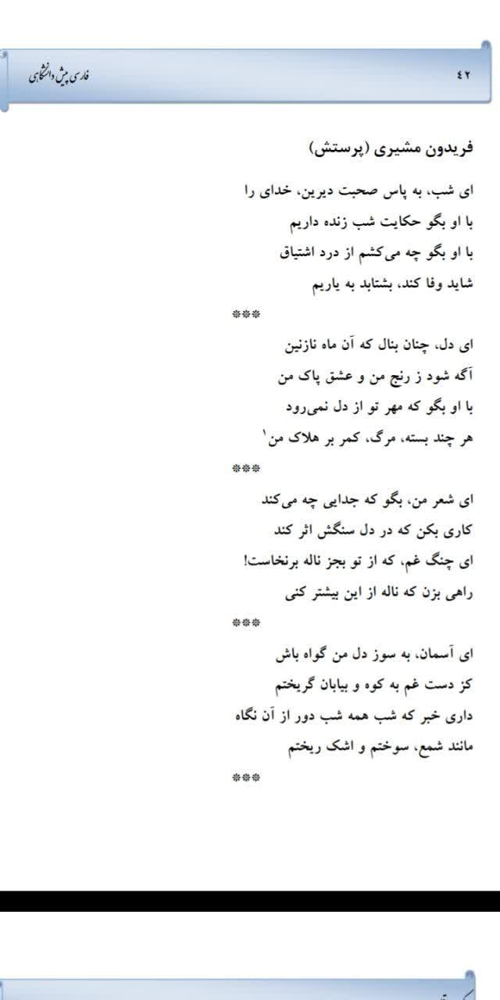 فارسی پیش دانشگاهی
۴۲
فریدون مشیری (پرستش)
ای شب، به پاس صحبت دیرین، خدای را
با او بگو حکایت شب زنده داریم
با او بگو چه می‌کشم از درد اشتیاق
شاید وفا کند، بشتابد به یاریم
***
ای دل، چنان بنال که آن ماه نازنین
آگه شود ز رنج من و عشق پاک من
با او بگو که مهر تو از دل نمی‌رود
هر چند بسته، مرگ، کمر بر هلاک من۱
***
ای شعر من، بگو که جدایی چه می‌کند
کاری بکن که در دل سنگش اثر کند
ای چنگ غم، که از تو بجز ناله برنخاست!
راهی بزن که ناله از این بیشتر کنی
***
ای آسمان، به سوز دل من گواه باش
کز دست غم به کوه و بیابان گریختم
داری خبر که شب همه شب دور از آن نگاه
مانند شمع، سوختم و اشک ریختم
***